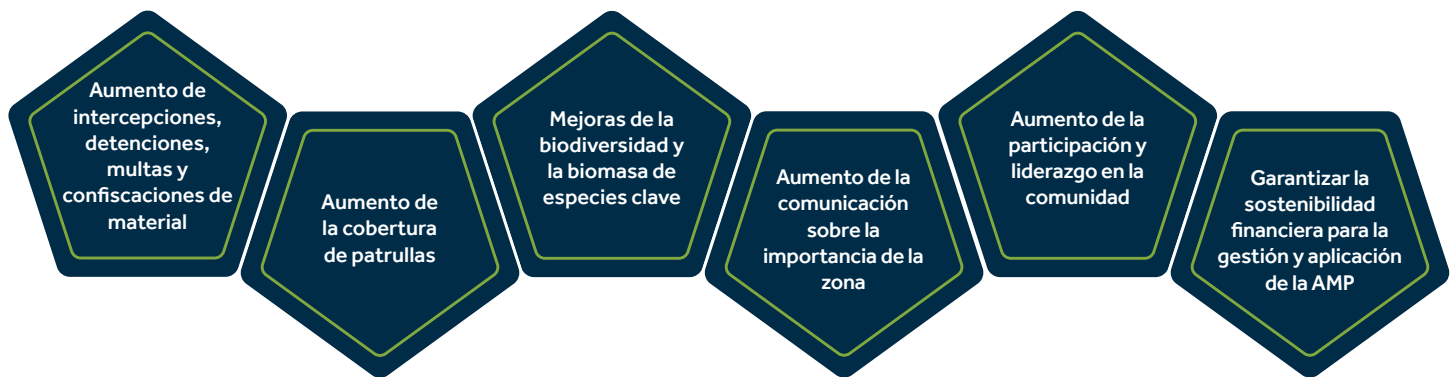 Aumento de
intercepciones,
detenciones,
multas y
confiscaciones de
material
Aumento de
la cobertura
de patrullas
Mejoras de la
biodiversidad y
la biomasa de
especies clave
Aumento de la
comunicación
sobre la
importancia de la
zona
Aumento de la
participación y
liderazgo en la
comunidad
Garantizar la
sostenibilidad
financiera para la
gestión y aplicación
de la AMP